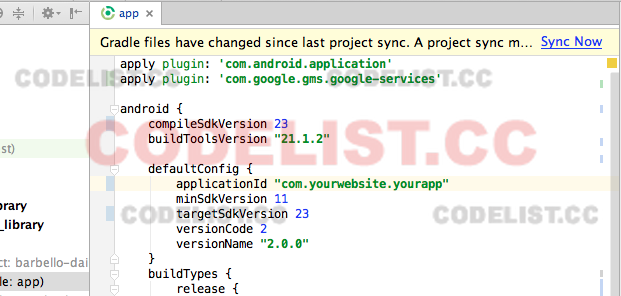 app
Gradle files have changed since last project sync. A project sync m... Sync Now
apply plugin: 'com.android.application'
apply plugin: 'com.google.gms.google-services'
CODELIST.CC
CODELIST.CC
android {
compileSdkVersion 23
buildToolsVersion "21.1.2"
CODELIST.CC
defaultConfig {
applicationId "com.yourwebsite.yourapp"
minSdkVersion 11
targetSdkVersion 23
CODELIST.CC
CODELIST.CC
versionCode 2
versionName "2.0.0"
}
buildTypes {
release {
st)
rary
_library
ct: barbello-dai
le: app)